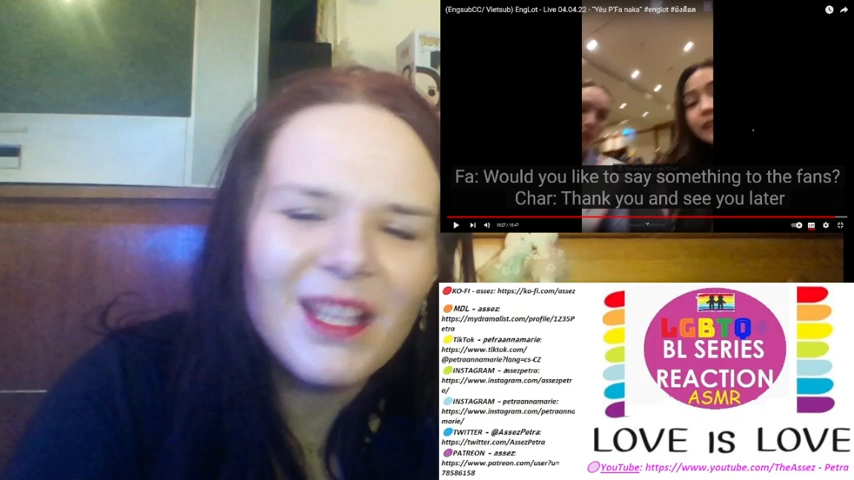 (EngsubCC/ Vietsub) EngLot - Live 04.04.22 - "Yêu P'Fa naka" #englot #อิงล็อต
Fa: Would you like to say something to the fans?
Char: Thank you and see you later
KO-FI - assez: https://ko-fi.com/assez
MDL – assez:
https://mydramalist.com/profile/1235P
etra
TikTok – petraannamarie:
https://www.tiktok.com/
@petraannamarie?lang=cs-CZ
INSTAGRAM – assezpetra:
https://www.instagram.com/assezpetr
a/
INSTAGRAM – petraannamarie:
https://www.instagram.com/petraanna
marie/
TWITTER – @AssezPetra:
https://twitter.com/AssezPetra
PATREON – assez:
https://www.patreon.com/user?u=
78586158
LGBTQ+
BL SERIES
REACTION
ASMR
LOVE IS LOVE
YouTube: https://www.youtube.com/TheAssez - Petra